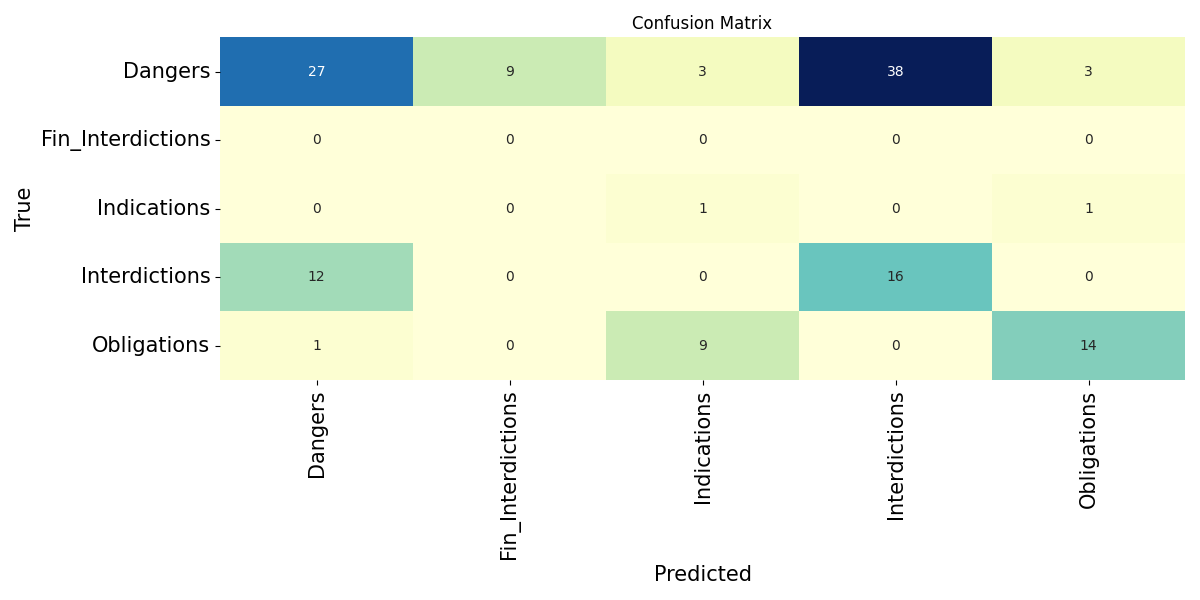 Confusion Matrix
Dangers 27 9 3 38 3
Fin_Interdictions 0 0 0 0 0
Indications 0 0 1 0 1
Interdictions 12 0 0 16 0
Obligations 1 0 9 0 14
True
Dangers Fin_Interdictions Indications Interdictions Obligations
Predicted